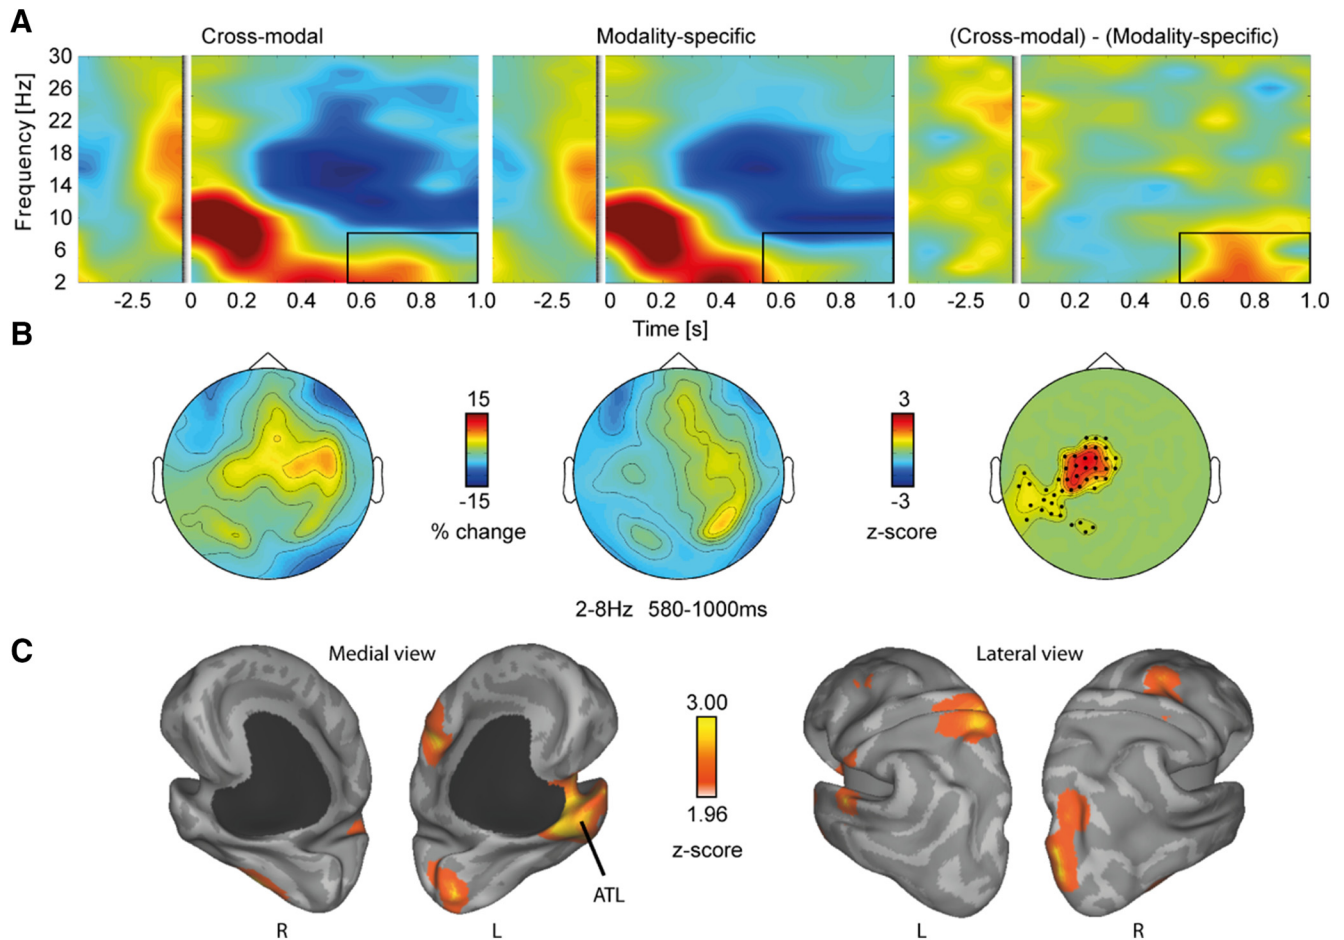 A
Cross-modal Modality-specific (Cross-modal) - (Modality-specific)
Frequency [Hz]
30
26
22
18
14
10
6
2
-2.5 0 0.2 0.4 0.6 0.8 1.0 -2.5 0 0.2 0.4 0.6 0.8 1.0 -2.5 0 0.2 0.4 0.6 0.8 1.0
Time [s]
B
15 3
-15 -3
% change z-score
2-8Hz 580-1000ms
C
Medial view Lateral view
3.00
1.96
z-score
ATL
R L L R